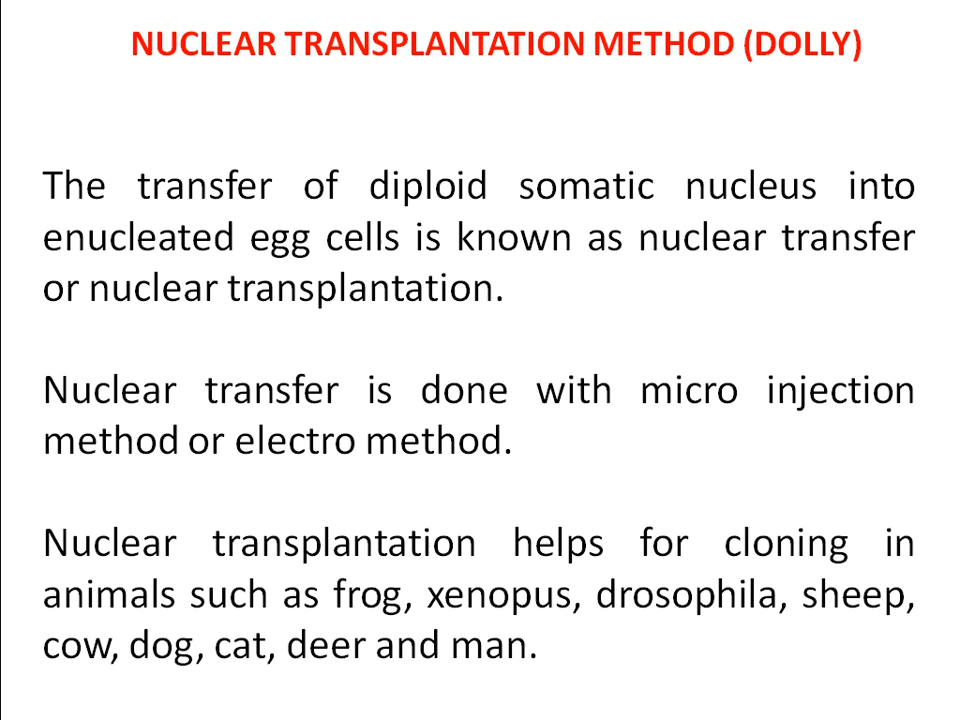 NUCLEAR TRANSPLANTATION METHOD (DOLLY)
The transfer of diploid somatic nucleus into
enucleated egg cells is known as nuclear transfer
or nuclear transplantation.
Nuclear transfer is done with micro injection
method or electro method.
Nuclear transplantation helps for cloning in
animals such as frog, xenopus, drosophila, sheep,
cow, dog, cat, deer and man.